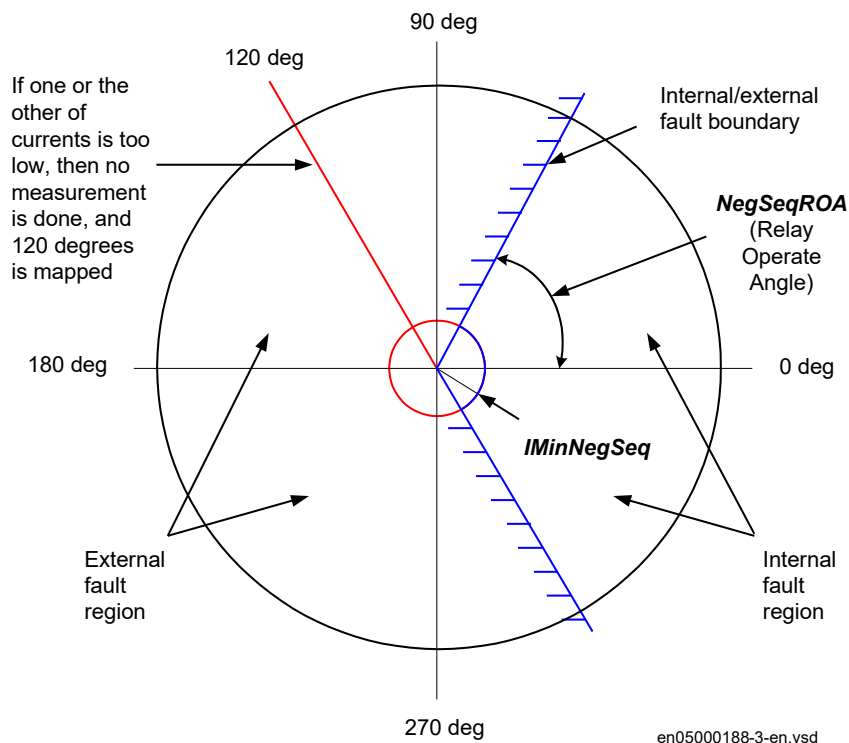 90 deg
120 deg
If one or the
other of
currents is too
low, then no
measurement
is done, and
120 degrees
is mapped
Internal/external
fault boundary
NegSeqROA
(Relay
Operate
Angle)
180 deg
0 deg
IMinNegSeq
External
fault
region
Internal
fault
region
270 deg
en05000188-3-en.vsd